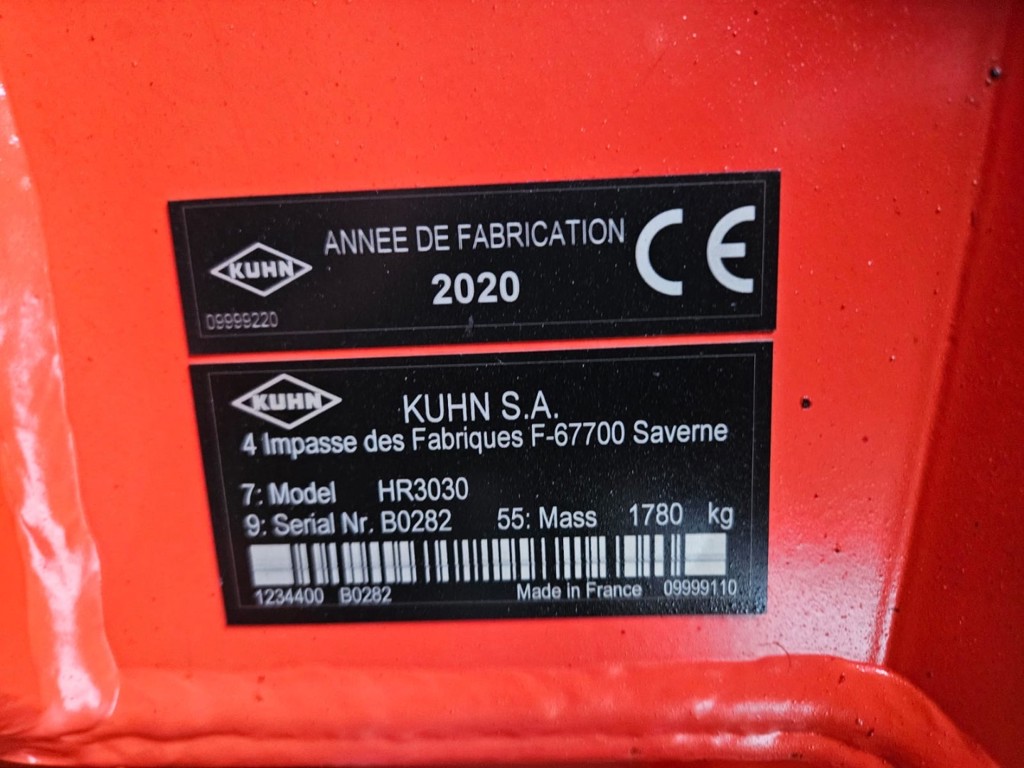 KUHN
ANNEE DE FABRICATION
2020
CE
09999220
KUHN
KUHN S.A.
4 Impasse des Fabriques F-67700 Saverne
7: Model HR3030
9: Serial Nr. B0282 55: Mass 1780 kg
1234400 B0282 Made in France 09999110